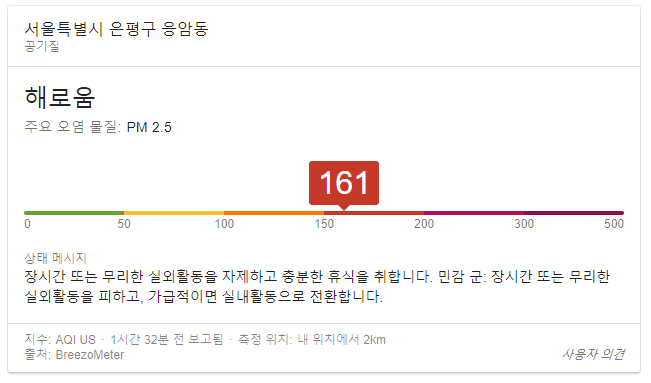 서울특별시 은평구 응암동
공기질
해로움
주요 오염 물질: PM 2.5
161
0 50 100 150 200 300 500
상태 메시지
장시간 또는 무리한 실외활동을 자제하고 충분한 휴식을 취합니다. 민감 군: 장시간 또는 무리한
실외활동을 피하고, 가급적이면 실내활동으로 전환합니다.
지수: AQI US · 1시간 32분 전 보고됨 · 측정 위치: 내 위치에서 2km
출처: BreezoMeter
사용자 의견